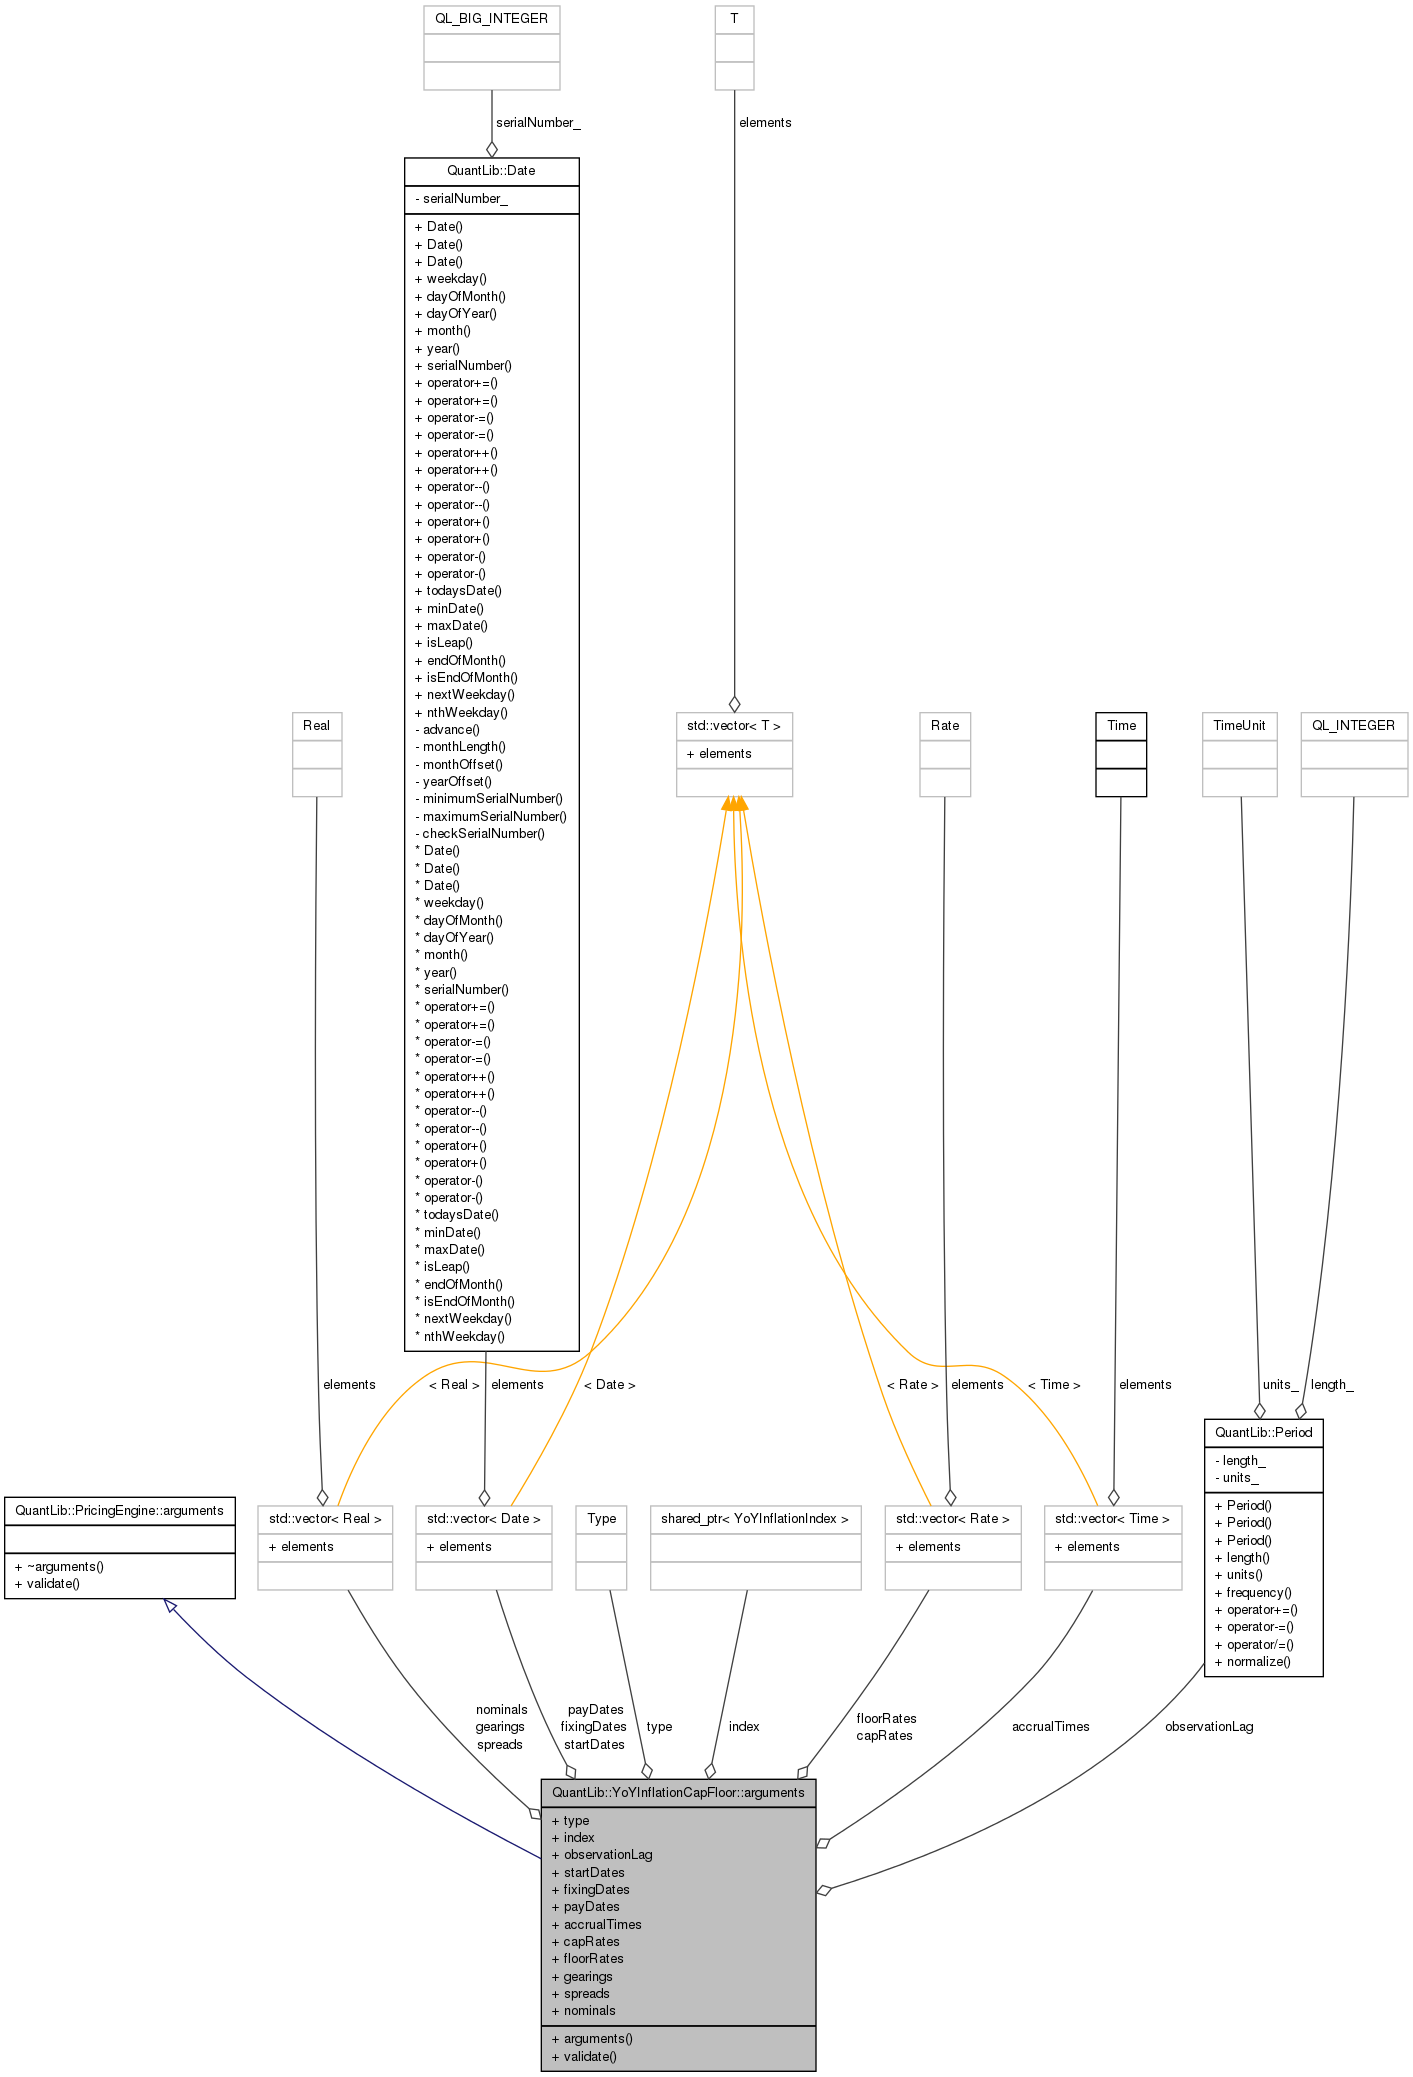 QL_BIG_INTEGER
T
serialNumber_
elements
QuantLib::Date
- serialNumber_
+ Date()
+ Date()
+ Date()
+ weekday()
+ dayOfMonth()
+ dayOfYear()
+ month()
+ year()
+ serialNumber()
+ operator+=()
+ operator+=()
+ operator-=()
+ operator-=()
+ operator++()
+ operator++()
+ operator--()
+ operator--()
+ operator+()
+ operator+()
+ operator-()
+ operator-()
+ todaysDate()
+ minDate()
+ maxDate()
+ isLeap()
+ endOfMonth()
+ isEndOfMonth()
+ nextWeekday()
+ nthWeekday()
- advance()
- monthLength()
- monthOffset()
- yearOffset()
- minimumSerialNumber()
- maximumSerialNumber()
- checkSerialNumber()
* Date()
* Date()
* Date()
* weekday()
* dayOfMonth()
* dayOfYear()
* month()
* year()
* serialNumber()
* operator+=()
* operator+=()
* operator-=()
* operator-=()
* operator++()
* operator++()
* operator--()
* operator--()
* operator+()
* operator+()
* operator-()
* operator-()
* todaysDate()
* minDate()
* maxDate()
* isLeap()
* endOfMonth()
* isEndOfMonth()
* nextWeekday()
* nthWeekday()
Real
std::vector< T >
+ elements
Rate
Time
TimeUnit
QL_INTEGER
elements
< Real >
elements
< Date >
< Rate >
elements
< Time >
elements
units_
length_
QuantLib::Period
- length_
- units_
+ Period()
+ Period()
+ Period()
+ length()
+ units()
+ frequency()
+ operator+=()
+ operator-=()
+ operator/=()
+ normalize()
QuantLib::PricingEngine::arguments
+ ~arguments()
+ validate()
std::vector< Real >
+ elements
std::vector< Date >
+ elements
Type
shared_ptr< YoYInflationIndex >
std::vector< Rate >
+ elements
std::vector< Time >
+ elements
nominals
gearings
spreads
payDates
fixingDates
startDates
type
index
floorRates
capRates
accrualTimes
observationLag
QuantLib::YoYInflationCapFloor::arguments
+ type
+ index
+ observationLag
+ startDates
+ fixingDates
+ payDates
+ accrualTimes
+ capRates
+ floorRates
+ gearings
+ spreads
+ nominals
+ arguments()
+ validate()